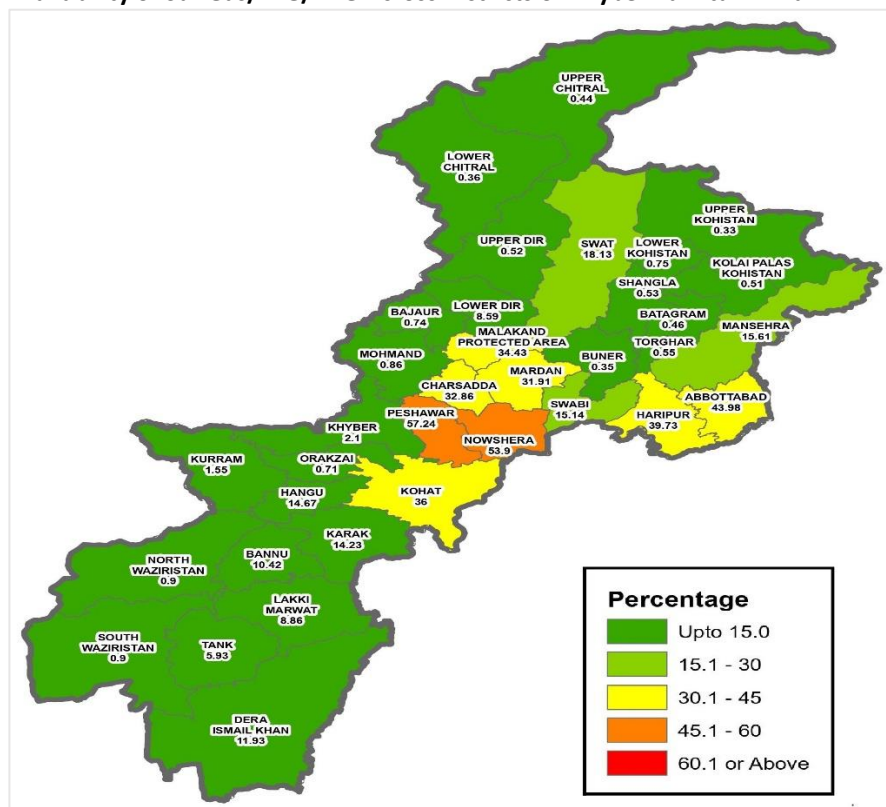 UPPER
CHITRAL
0.44
LOWER
CHITRAL
0.36
UPPER DIR
0.52
SWAT
18.13
UPPER
KOHISTAN
0.33
LOWER
KOHISTAN
0.75
KOLAI PALAS
KOHISTAN
0.51
SHANGLA
0.53
BAJAUR
0.74
LOWER DIR
8.59
BATAGRAM
0.46
MANSEHRA
15.61
MALAKAND
PROTECTED AREA
34.43
TORGHAR
0.55
MOHMAND
0.86
BUNER
0.35
MARDAN
31.91
CHARSADDA
32.86
ABBOTTABAD
43.98
SWABI
15.14
HARIPUR
39.73
PESHAWAR
57.24
KHYBER
2.1
NOWSHERA
53.9
KURRAM
1.55
ORAKZAI
0.71
HANGU
14.67
KOHAT
36
KARAK
14.23
BANNU
10.42
NORTH
WAZIRISTAN
0.9
LAKKI
MARWAT
8.86
SOUTH
WAZIRISTAN
0.9
TANK
5.93
DERA
ISMAIL KHAN
11.93
Percentage
Upto 15.0
15.1 - 30
30.1 - 45
45.1 - 60
60.1 or Above